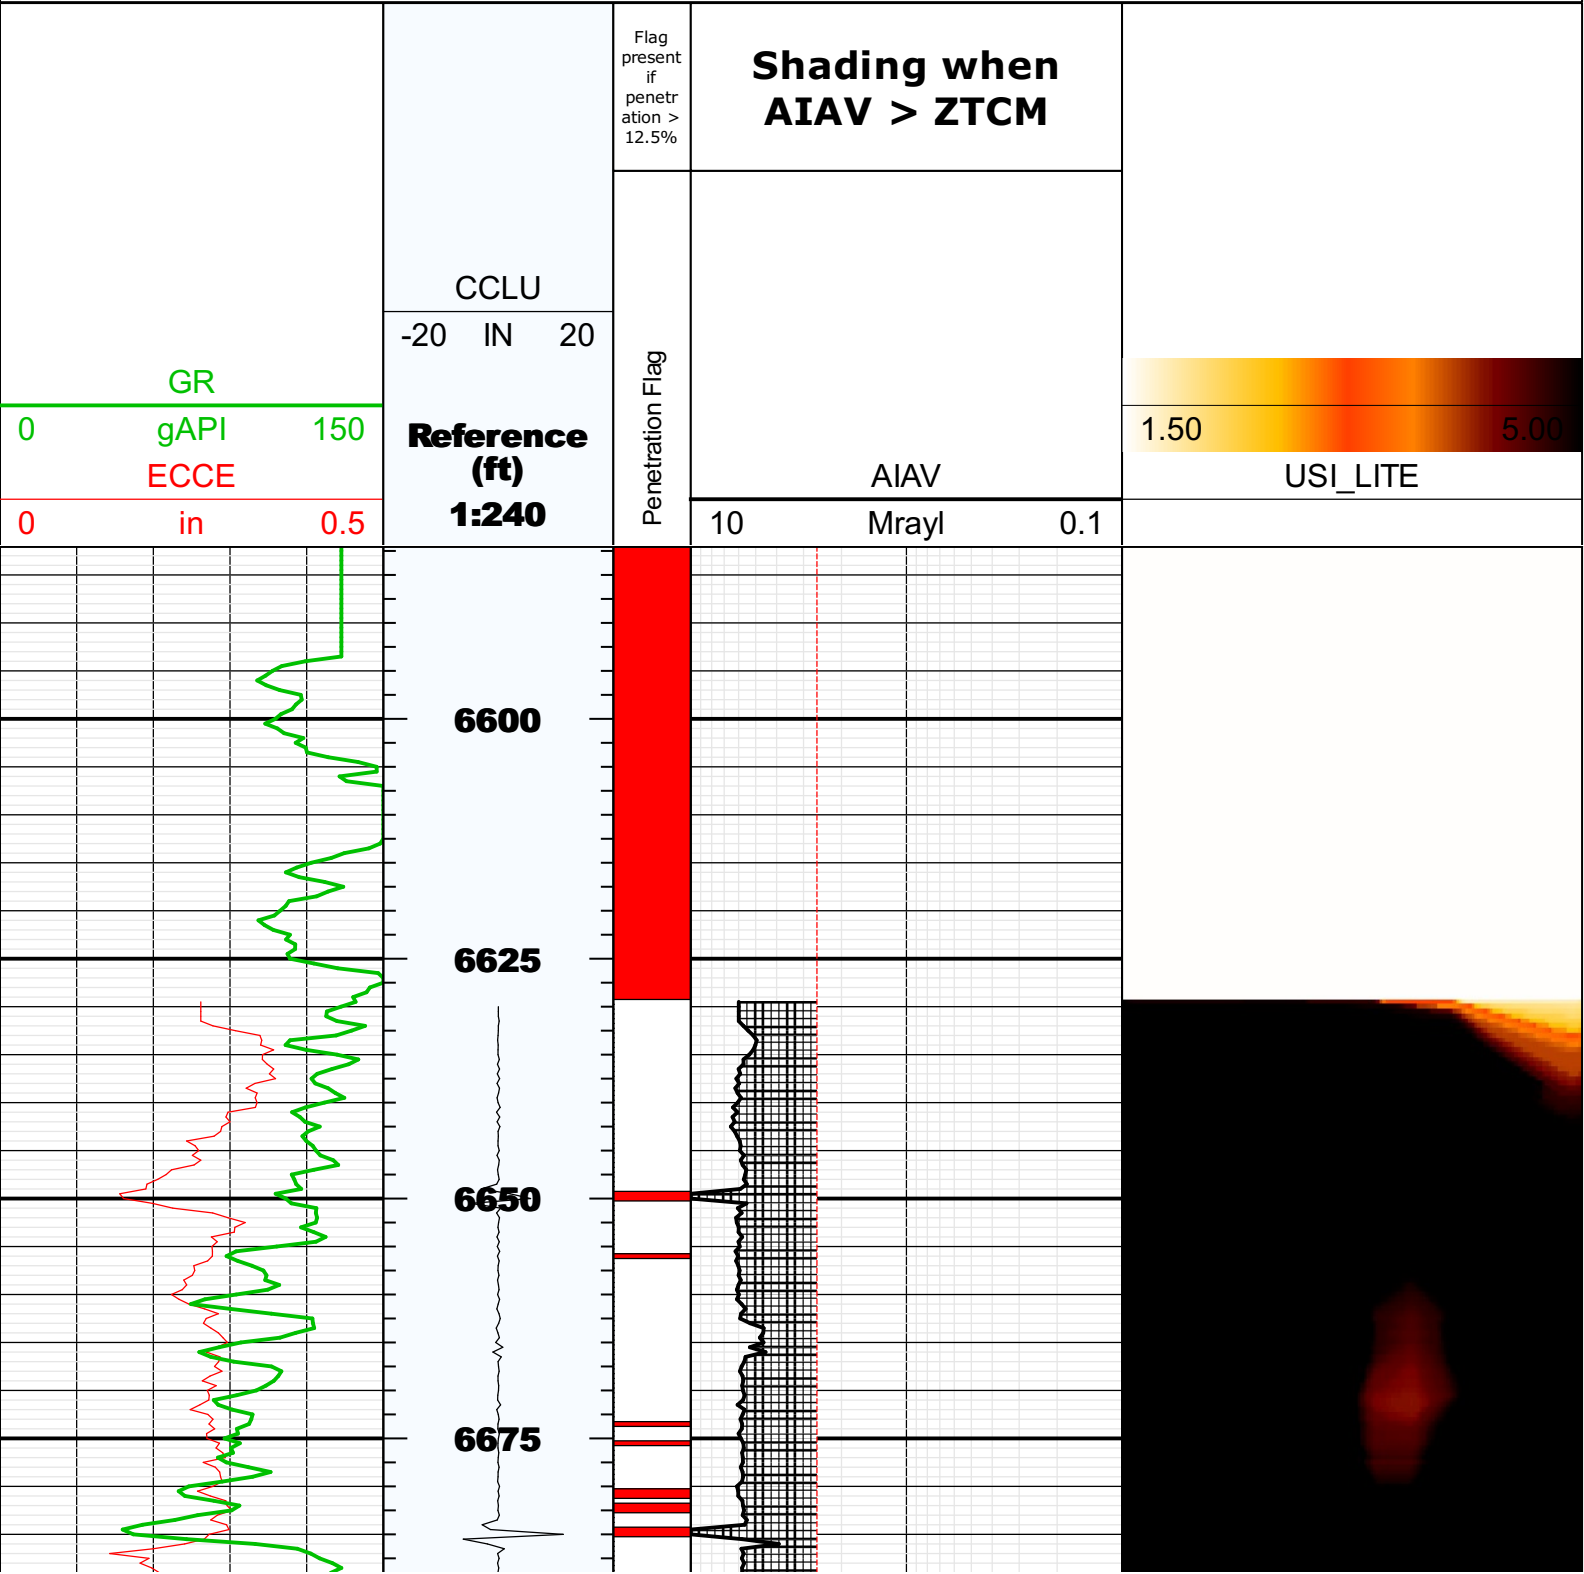 Flag
present
if
penetr
ation >
12.5%
Shading when
AIAV > ZTCM
CCLU
-20 IN 20
GR
0 gAPI 150
ECCE
0 in 0.5
Reference
(ft)
1:240
Penetration Flag
AIAV
10 Mrayl 0.1
1.50 5.00
USI_LITE
6600
6625
6650
6675